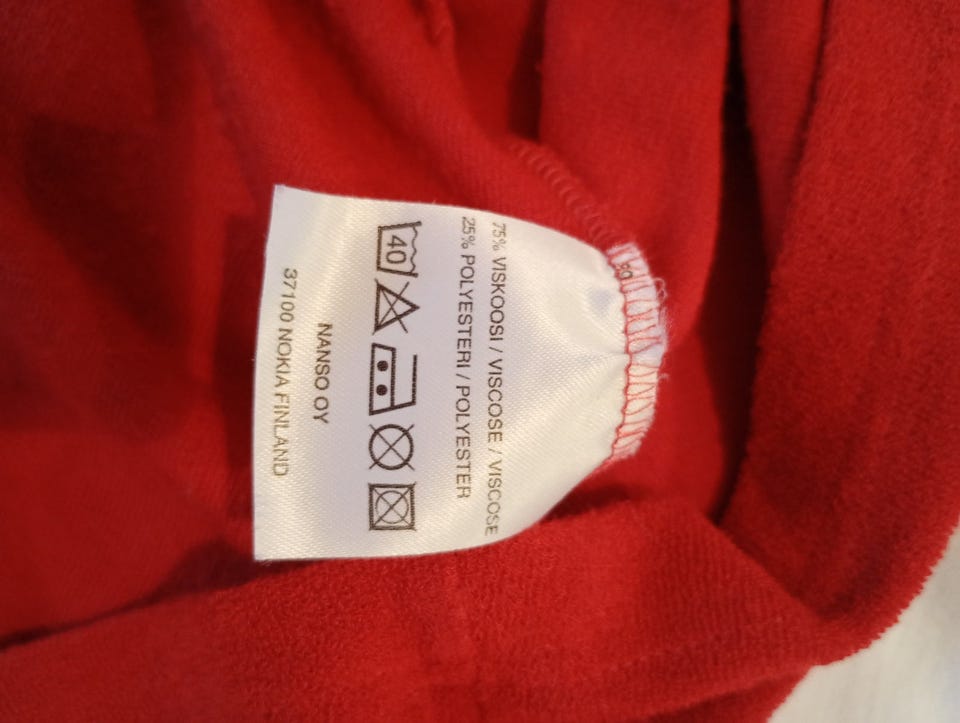 75% VISKOOSI / VISCOSE / VISCOSE
25% POLYESTERI / POLYESTER
40
NANSO OY
37100 NOKIA FINLAND